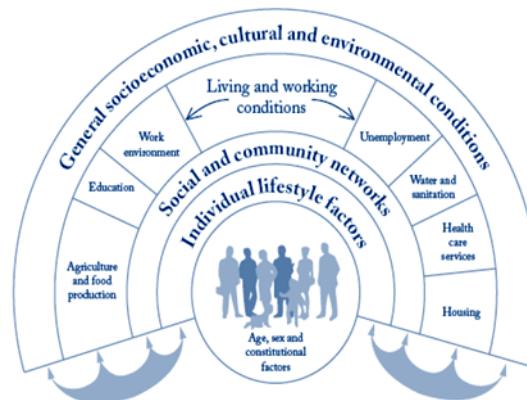 General socioeconomic, cultural and environmental conditions
Living and working
conditions
Work
environment
Unemployment
Education
Water and
sanitation
Social and community networks
Individual lifestyle factors
Agriculture
and food
production
Health
care
services
Housing
Age, sex and
constitutional
factors